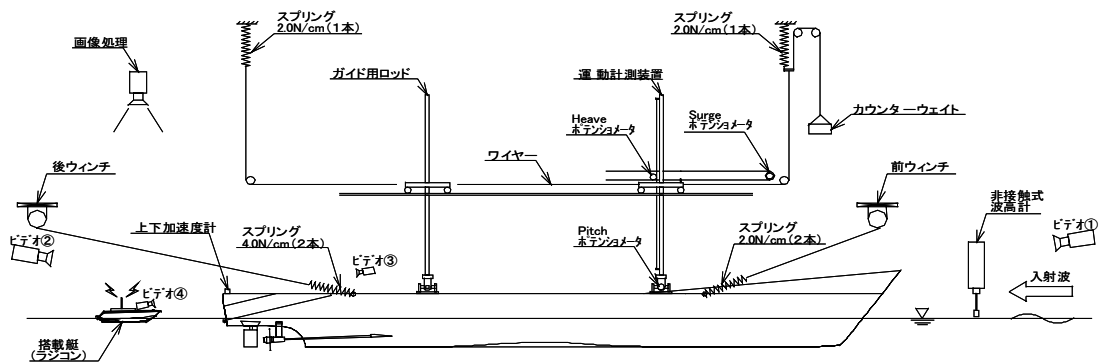 スプリング
2.0N/cm(1本)
スプリング
2.0N/cm(1本)
画像処理
ガイド用ロッド
運動計測装置
Heave
ポテンショメータ
Surge
ポテンショメータ
カウンターウェイト
ワイヤー
後ウィンチ
前ウィンチ
非接触式
波高計
ビデオ①
ビデオ②
上下加速度計
スプリング
4.0N/cm(2本)
ビデオ③
Pitch
ポテンショメータ
スプリング
2.0N/cm(2本)
ビデオ④
入射波
搭載艇
(ラジコン)